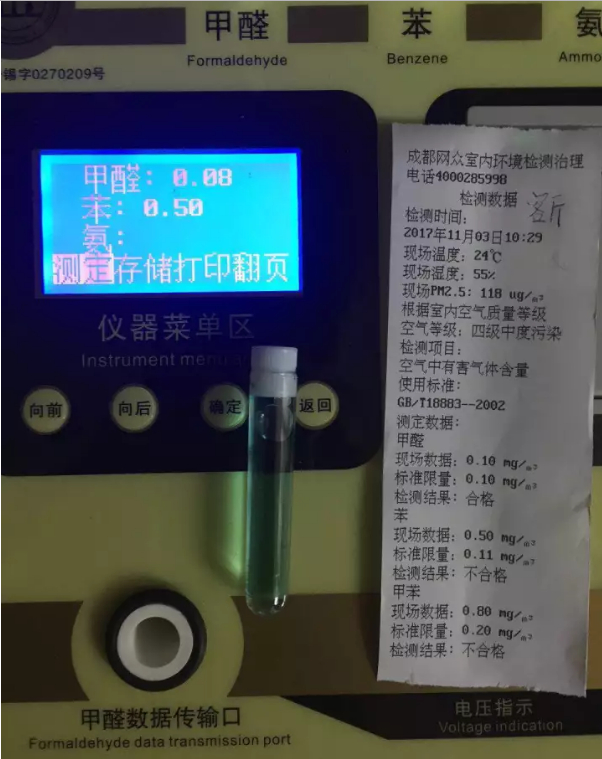 甲醛
Formaldehyde
苯
Benzene
氨
Ammo
锡字0270209号
甲醛：0.08
苯：0.50
氨：
测定存储打印翻页
仪器菜单区
Instrument menu
向前
向后
确定
返回
甲醛数据传输口
Formaldehyde data transmission port
成都网众室内环境检测治理
电话4000285998
检测数据
检测时间：
2017年11月03日10:29
现场温度：24℃
现场湿度：55%
现场PM2.5：118 ug/m³
根据室内空气质量等级
空气等级：四级中度污染
检测项目：
空气中有害气体含量
使用标准：
GB/T18883--2002
测定数据：
甲醛
现场数据：0.10 mg/m³
标准限量：0.10 mg/m³
检测结果：合格
苯
现场数据：0.50 mg/m³
标准限量：0.11 mg/m³
检测结果：不合格
甲苯
现场数据：0.80 mg/m³
标准限量：0.20 mg/m³
检测结果：不合格
电压指示
Voltage indication